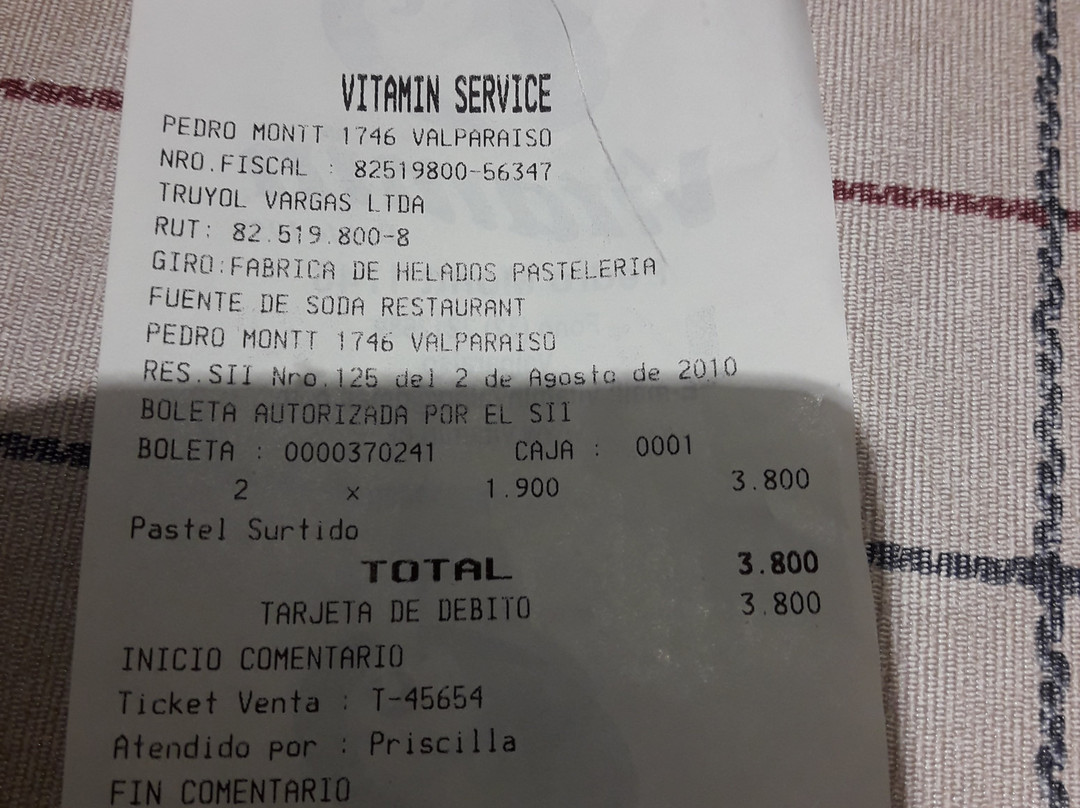 VITAMIN SERVICE
PEDRO MONTT 1746 VALPARAISO
NRO.FISCAL : 82519800-56347
TRUYOL VARGAS LTDA
RUT: 82.519.800-8
GIRO:FABRICA DE HELADOS PASTELERIA
FUENTE DE SODA RESTAURANT
PEDRO MONTT 1746 VALPARAISO
RES.SII Nro.125 del 2 de Agosto de 2010
BOLETA AUTORIZADA POR EL SII
BOLETA : 0000370241 CAJA : 0001
2 x 1.900 3.800
Pastel Surtido
TOTAL 3.800
TARJETA DE DEBITO 3.800
INICIO COMENTARIO
Ticket Venta : T-45654
Atendido por : Priscilla
FIN COMENTARIO